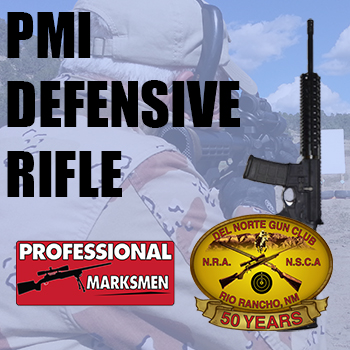 PMI
DEFENSIVE
RIFLE
PROFESSIONAL
MARKSMEN
DEL NORTE GUN CLUB
N.R.A. N.S.C.A
RIO RANCHO, NM
50 YEARS